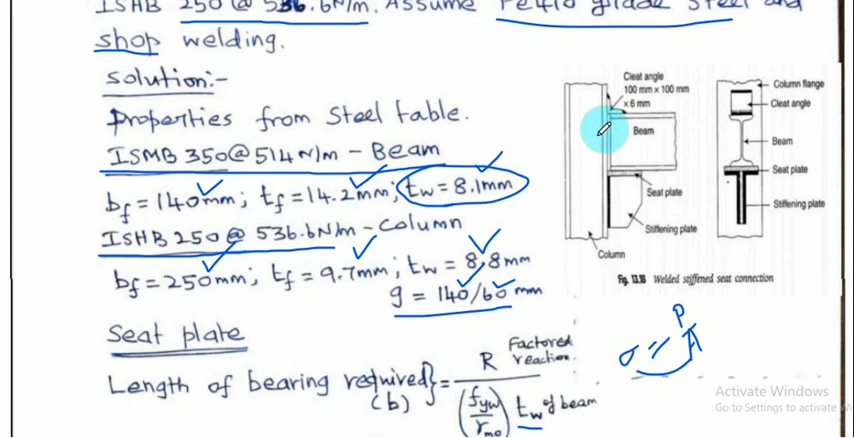 ISHB 250 @ 536.6N/m. Assume Fe410 grade steel and
shop welding.
Solution:-
Properties from Steel table.
ISMB 350@514N/m - Beam
bf = 140mm; tf = 14.2mm; tw = 8.1mm
ISHB 250@ 536.6N/m - Column
bf = 250mm; tf = 9.7mm; tw = 8.8mm
g = 140/60 mm
Seat plate
Length of bearing required} = R Factored reaction.
(b) (fyw/γmo) tw of beam
σ = P/A
Cleat angle
100 mm × 100 mm
× 6 mm
Beam
Seat plate
Stiffening plate
Column
Column flange
Cleat angle
Beam
Seat plate
Stiffening plate
Fig. 13.16 Welded stiffened seat connection
Activate Windows
Go to Settings to activate Wi